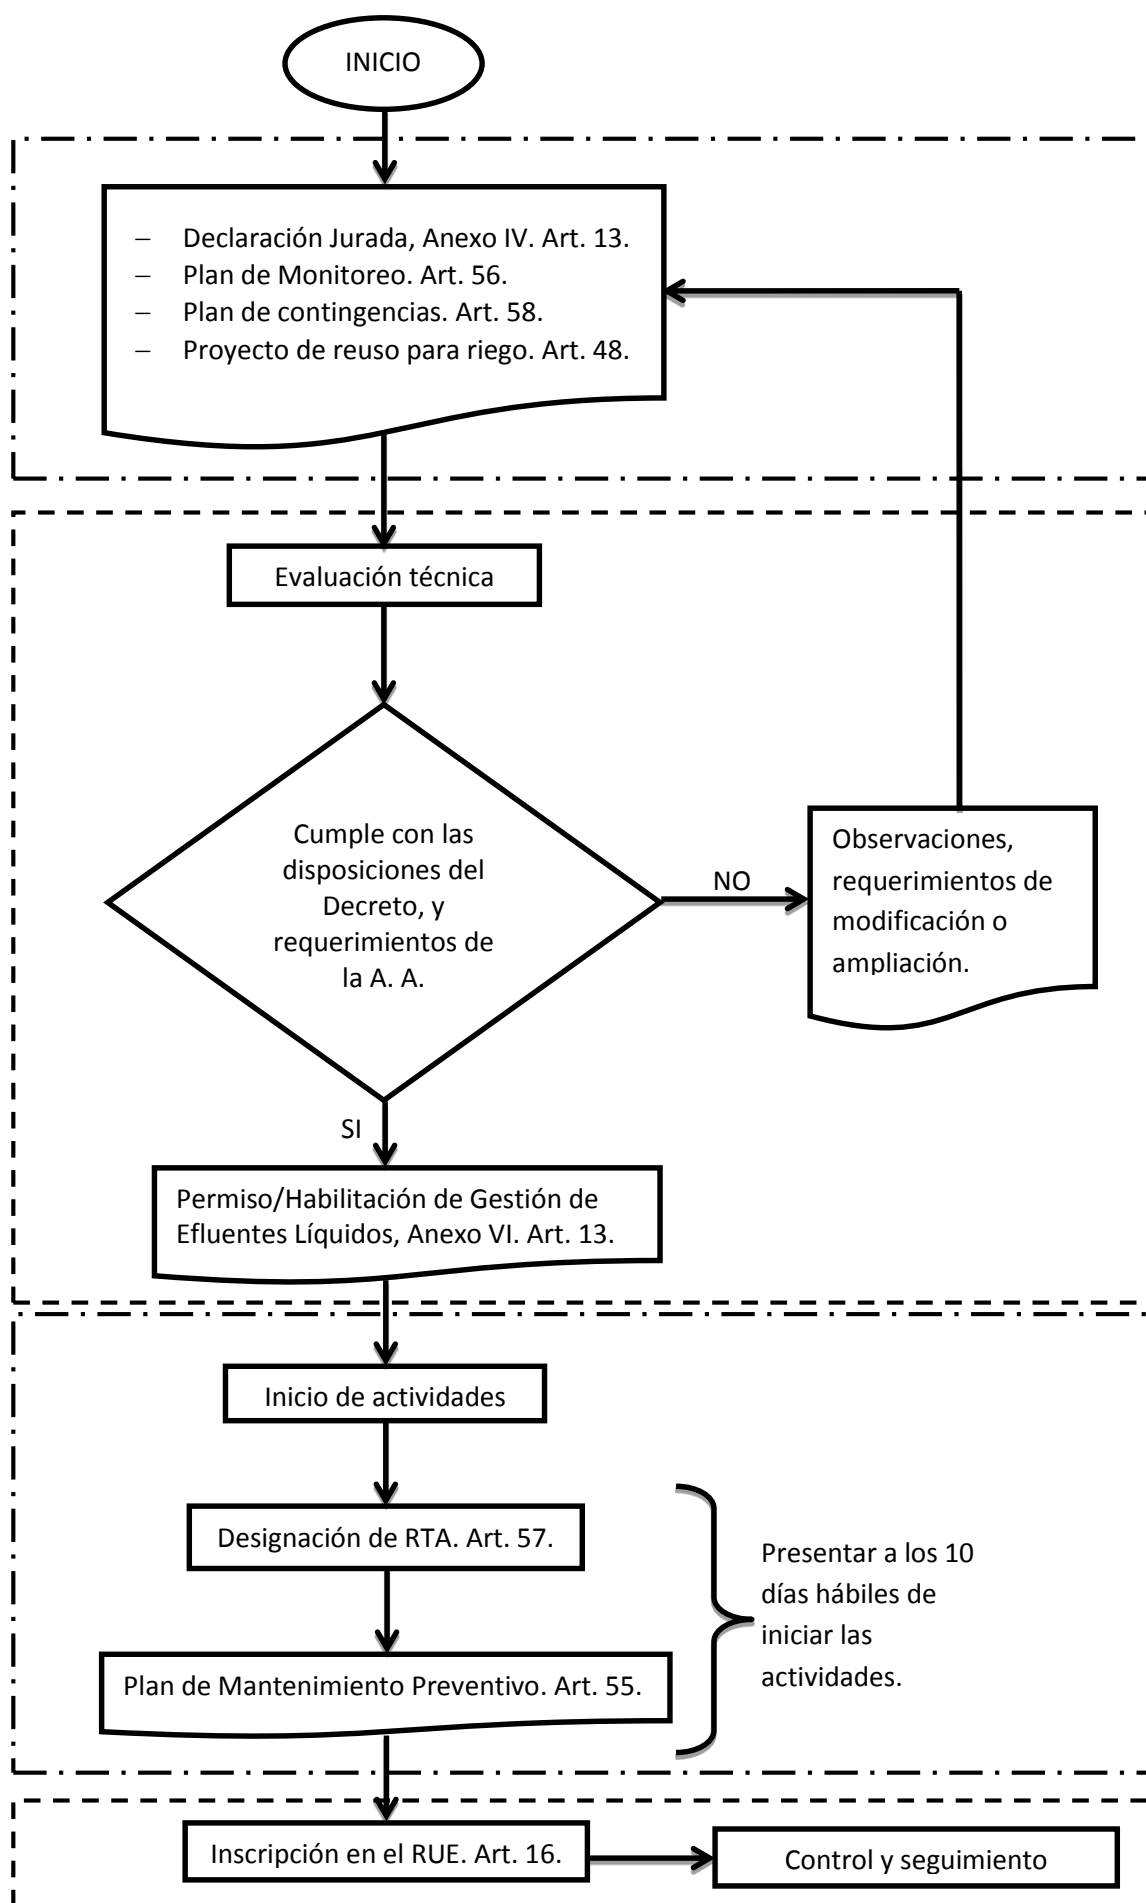 INICIO
– Declaración Jurada, Anexo IV. Art. 13.
– Plan de Monitoreo. Art. 56.
– Plan de contingencias. Art. 58.
– Proyecto de reuso para riego. Art. 48.
Evaluación técnica
Cumple con las
disposiciones del
Decreto, y
requerimientos de
la A. A.
NO
Observaciones,
requerimientos de
modificación o
ampliación.
SI
Permiso/Habilitación de Gestión de
Efluentes Líquidos, Anexo VI. Art. 13.
Inicio de actividades
Designación de RTA. Art. 57.
Plan de Mantenimiento Preventivo. Art. 55.
Presentar a los 10
días hábiles de
iniciar las
actividades.
Inscripción en el RUE. Art. 16.
Control y seguimiento